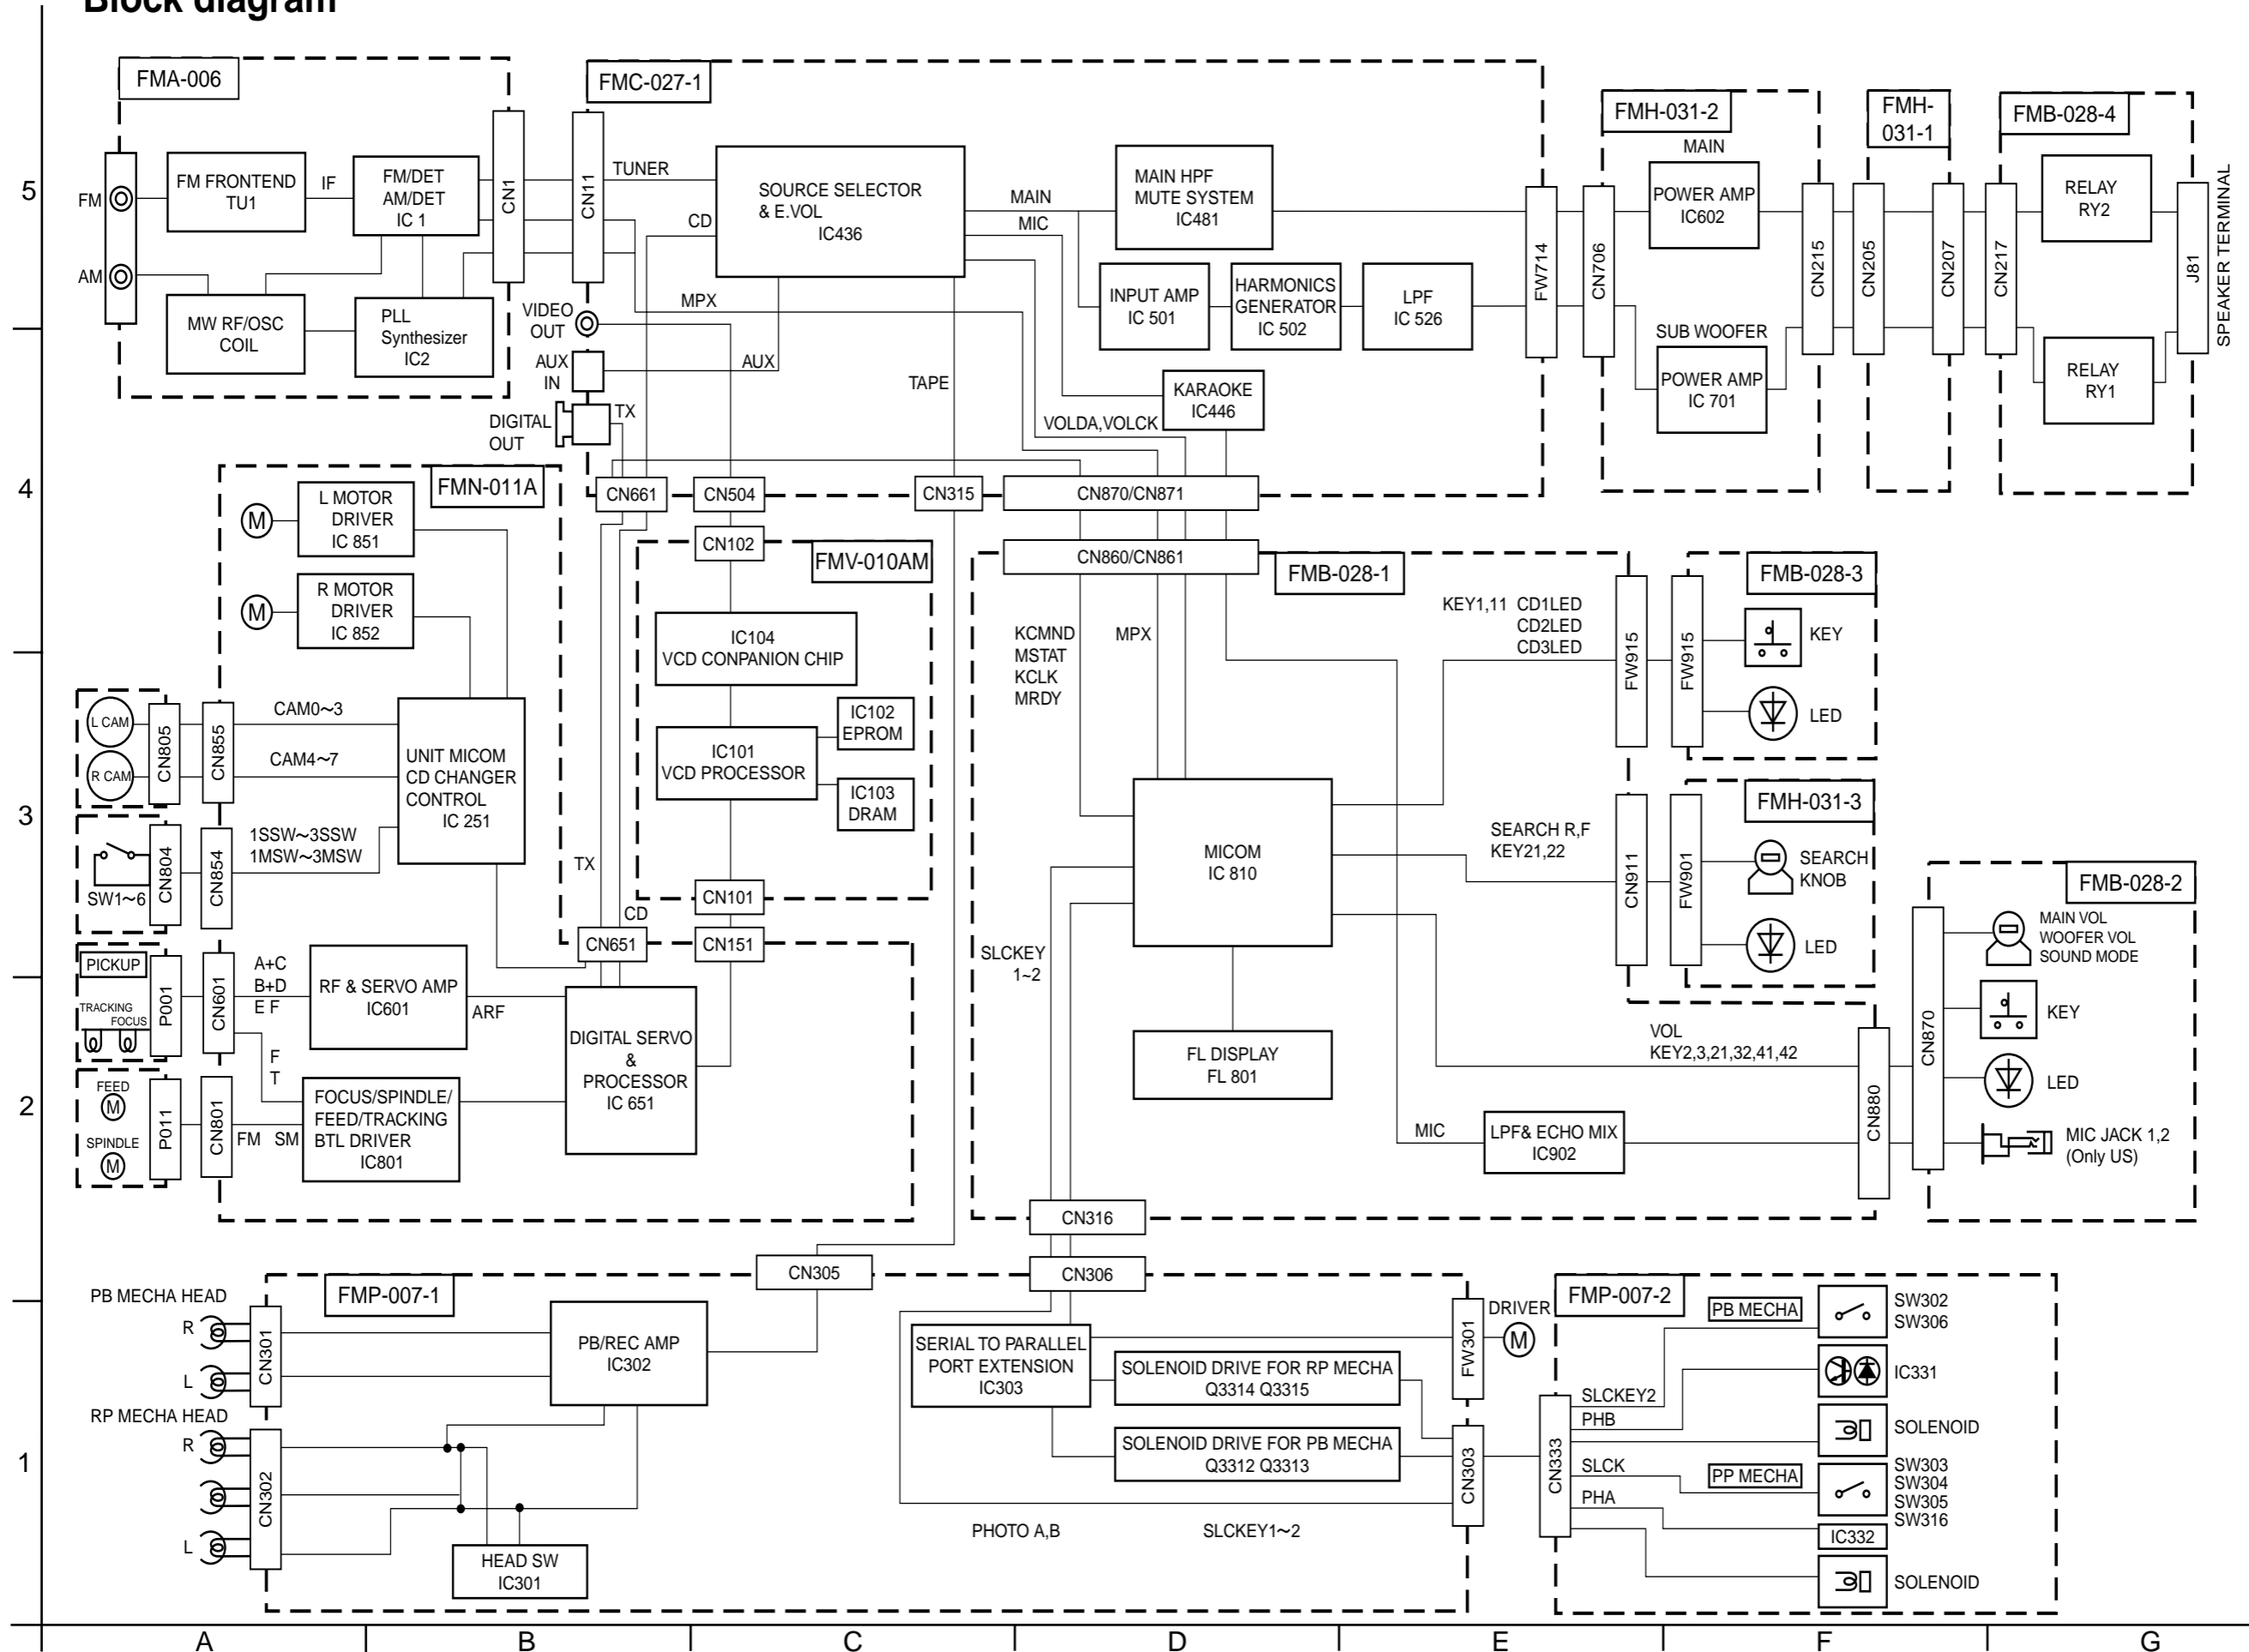 Block diagram
FMA-006
FM
AM
FM FRONTEND
TU1
IF
FM/DET
AM/DET
IC 1
MW RF/OSC
COIL
PLL
Synthesizer
IC2
CN1
FMC-027-1
CN11
TUNER
CD
MPX
VIDEO
OUT
AUX
IN
AUX
DIGITAL
OUT
TX
SOURCE SELECTOR
& E.VOL
IC436
TAPE
MAIN
MIC
MAIN HPF
MUTE SYSTEM
IC481
INPUT AMP
IC 501
HARMONICS
GENERATOR
IC 502
LPF
IC 526
KARAOKE
IC446
VOLDA,VOLCK
FW714
CN661
CN504
CN315
CN870/CN871
FMH-031-2
MAIN
CN706
POWER AMP
IC602
SUB WOOFER
POWER AMP
IC 701
CN215
FMH-
031-1
CN205
CN207
FMB-028-4
CN217
RELAY
RY2
RELAY
RY1
J81
SPEAKER TERMINAL
5
4
3
2
1
FMN-011A
M
L MOTOR
DRIVER
IC 851
M
R MOTOR
DRIVER
IC 852
L CAM
R CAM
CN805
CN855
CAM0~3
CAM4~7
UNIT MICOM
CD CHANGER
CONTROL
IC 251
SW1~6
CN804
CN854
1SSW~3SSW
1MSW~3MSW
TX
CD
CN651
CN151
PICKUP
TRACKING
FOCUS
P001
CN601
A+C
B+D
E F
RF & SERVO AMP
IC601
ARF
F
T
FEED
M
SPINDLE
M
P011
CN801
FM SM
FOCUS/SPINDLE/
FEED/TRACKING
BTL DRIVER
IC801
DIGITAL SERVO
&
PROCESSOR
IC 651
CN102
FMV-010AM
IC104
VCD CONPANION CHIP
IC101
VCD PROCESSOR
IC102
EPROM
IC103
DRAM
CN101
CN860/CN861
FMB-028-1
KCMND
MSTAT
KCLK
MRDY
MPX
KEY1,11 CD1LED
CD2LED
CD3LED
FW915
FW915
FMB-028-3
KEY
LED
MICOM
IC 810
SEARCH R,F
KEY21,22
CN911
FW901
FMH-031-3
SEARCH
KNOB
LED
SLCKEY
1~2
FL DISPLAY
FL 801
VOL
KEY2,3,21,32,41,42
MIC
LPF& ECHO MIX
IC902
CN880
CN870
FMB-028-2
MAIN VOL
WOOFER VOL
SOUND MODE
KEY
LED
MIC JACK 1,2
(Only US)
CN316
CN305
CN306
FMP-007-1
PB MECHA HEAD
R
L
CN301
RP MECHA HEAD
R
L
CN302
PB/REC AMP
IC302
HEAD SW
IC301
SERIAL TO PARALLEL
PORT EXTENSION
IC303
SOLENOID DRIVE FOR RP MECHA
Q3314 Q3315
SOLENOID DRIVE FOR PB MECHA
Q3312 Q3313
PHOTO A,B
SLCKEY1~2
FW301
DRIVER
M
CN303
FMP-007-2
CN333
SLCKEY2
PHB
SLCK
PHA
PB MECHA
SW302
SW306
IC331
SOLENOID
PP MECHA
SW303
SW304
SW305
SW316
IC332
SOLENOID
A
B
C
D
E
F
G